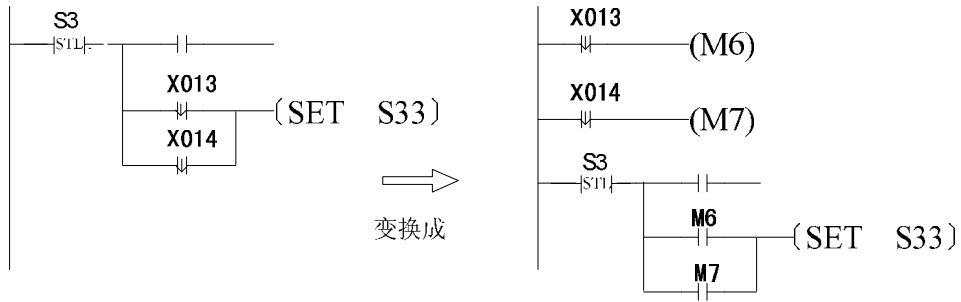 S3
STL
X013
SET S33
X014
变换成
X013
(M6)
X014
(M7)
S3
STL
M6
SET S33
M7